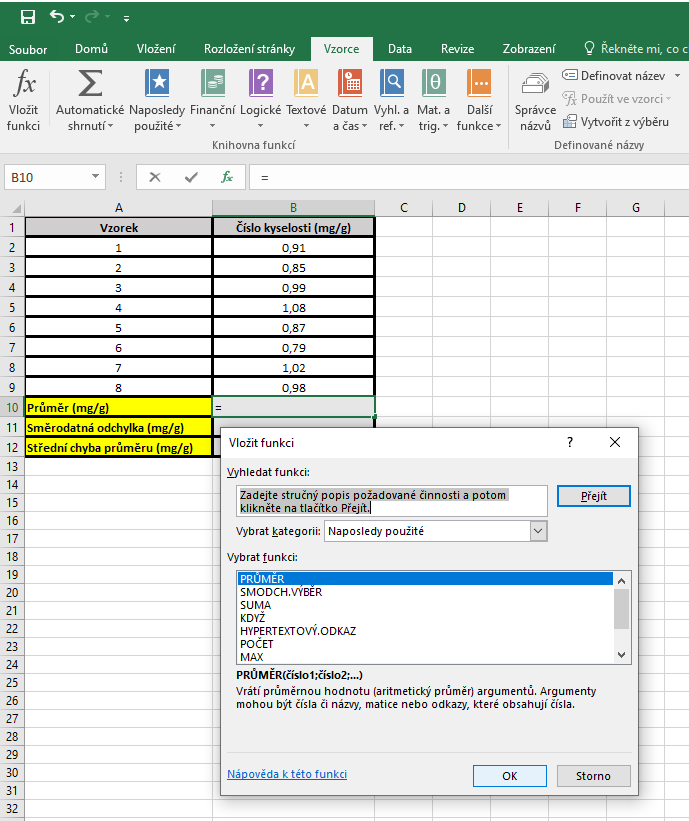 Soubor Domů Vložení Rozložení stránky Vzorce Data Revize Zobrazení Řekněte mi, co c
fx Σ ? A θ ...
Vložit funkci
Automatické shrnutí
Naposledy použité
Finanční
Logické
Textové
Datum a čas
Vyhl. a ref.
Mat. a trig.
Další funkce
Správce názvů
Definovat název
Použít ve vzorci
Vytvořit z výběru
Knihovna funkcí
Definované názvy
B10 fx =
A B C D E F G
1 Vzorek Číslo kyselosti (mg/g)
2 1 0,91
3 2 0,85
4 3 0,99
5 4 1,08
6 5 0,87
7 6 0,79
8 7 1,02
9 8 0,98
10 Průměr (mg/g) =
11 Směrodatná odchylka (mg/g)
12 Střední chyba průměru (mg/g)
13
14
15
16
17
18
19
20
21
22
23
24
25
26
27
28
29
30
31
32
Vložit funkci ?
Vyhledat funkci:
Zadejte stručný popis požadované činnosti a potom
klikněte na tlačítko Přejít.
Přejít
Vybrat kategorii: Naposledy použité
Vybrat funkci:
PRŮMĚR
SMODCH.VÝBĚR
SUMA
KDYŽ
HYPERTEXTOVÝ.ODKAZ
POČET
MAX
PRŮMĚR(číslo1;číslo2;...)
Vrátí průměrnou hodnotu (aritmetický průměr) argumentů. Argumenty
mohou být čísla či názvy, matice nebo odkazy, které obsahují čísla.
Nápověda k této funkci
OK Storno